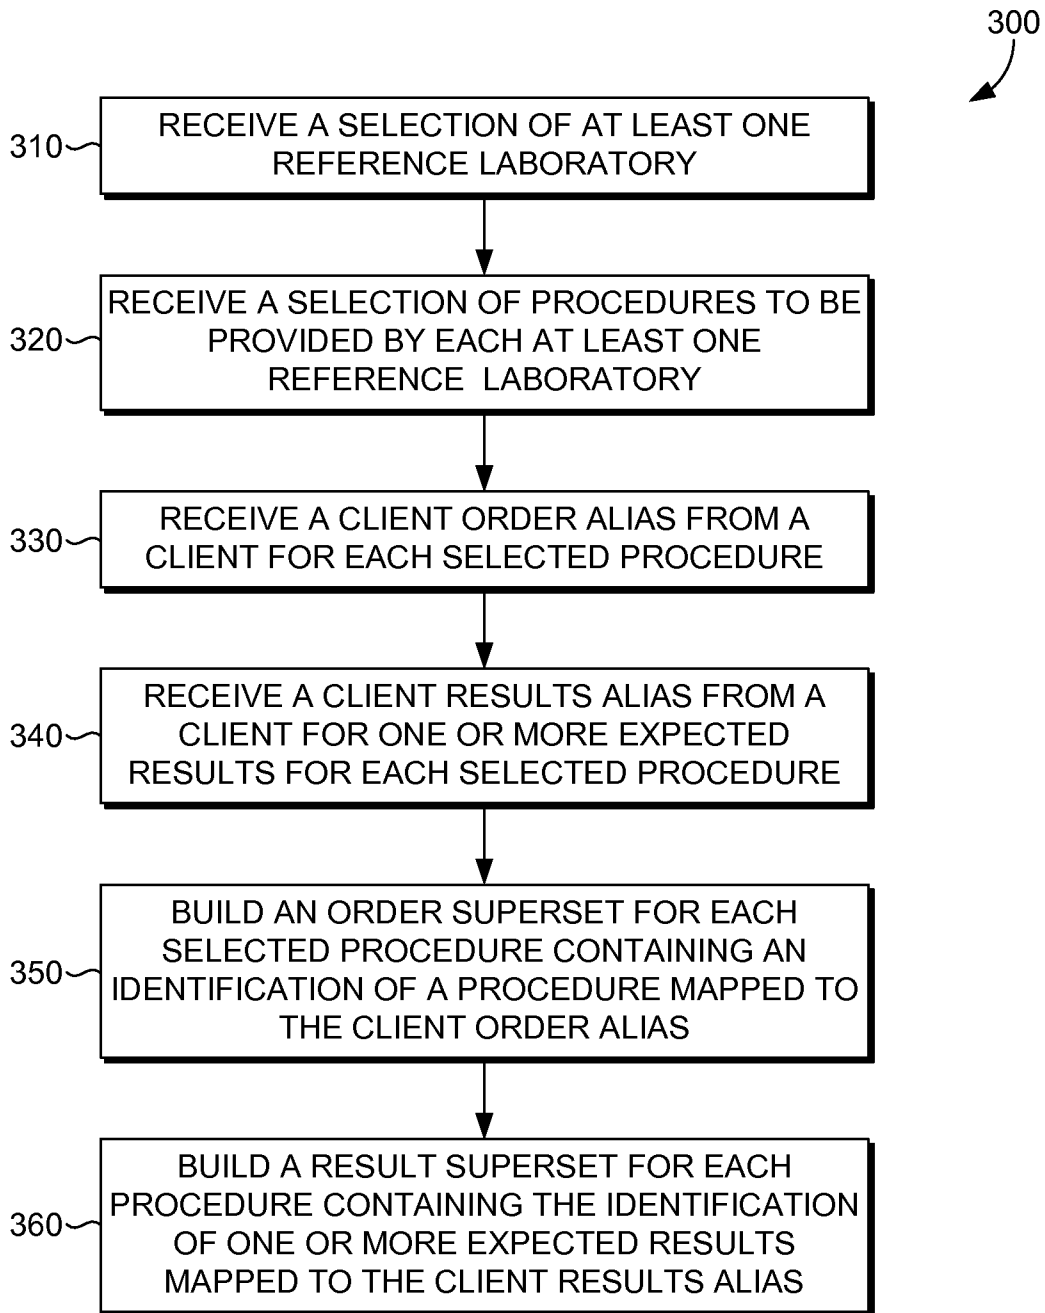 300
310
RECEIVE A SELECTION OF AT LEAST ONE
REFERENCE LABORATORY
320
RECEIVE A SELECTION OF PROCEDURES TO BE
PROVIDED BY EACH AT LEAST ONE
REFERENCE LABORATORY
330
RECEIVE A CLIENT ORDER ALIAS FROM A
CLIENT FOR EACH SELECTED PROCEDURE
340
RECEIVE A CLIENT RESULTS ALIAS FROM A
CLIENT FOR ONE OR MORE EXPECTED
RESULTS FOR EACH SELECTED PROCEDURE
350
BUILD AN ORDER SUPERSET FOR EACH
SELECTED PROCEDURE CONTAINING AN
IDENTIFICATION OF A PROCEDURE MAPPED TO
THE CLIENT ORDER ALIAS
360
BUILD A RESULT SUPERSET FOR EACH
PROCEDURE CONTAINING THE IDENTIFICATION
OF ONE OR MORE EXPECTED RESULTS
MAPPED TO THE CLIENT RESULTS ALIAS